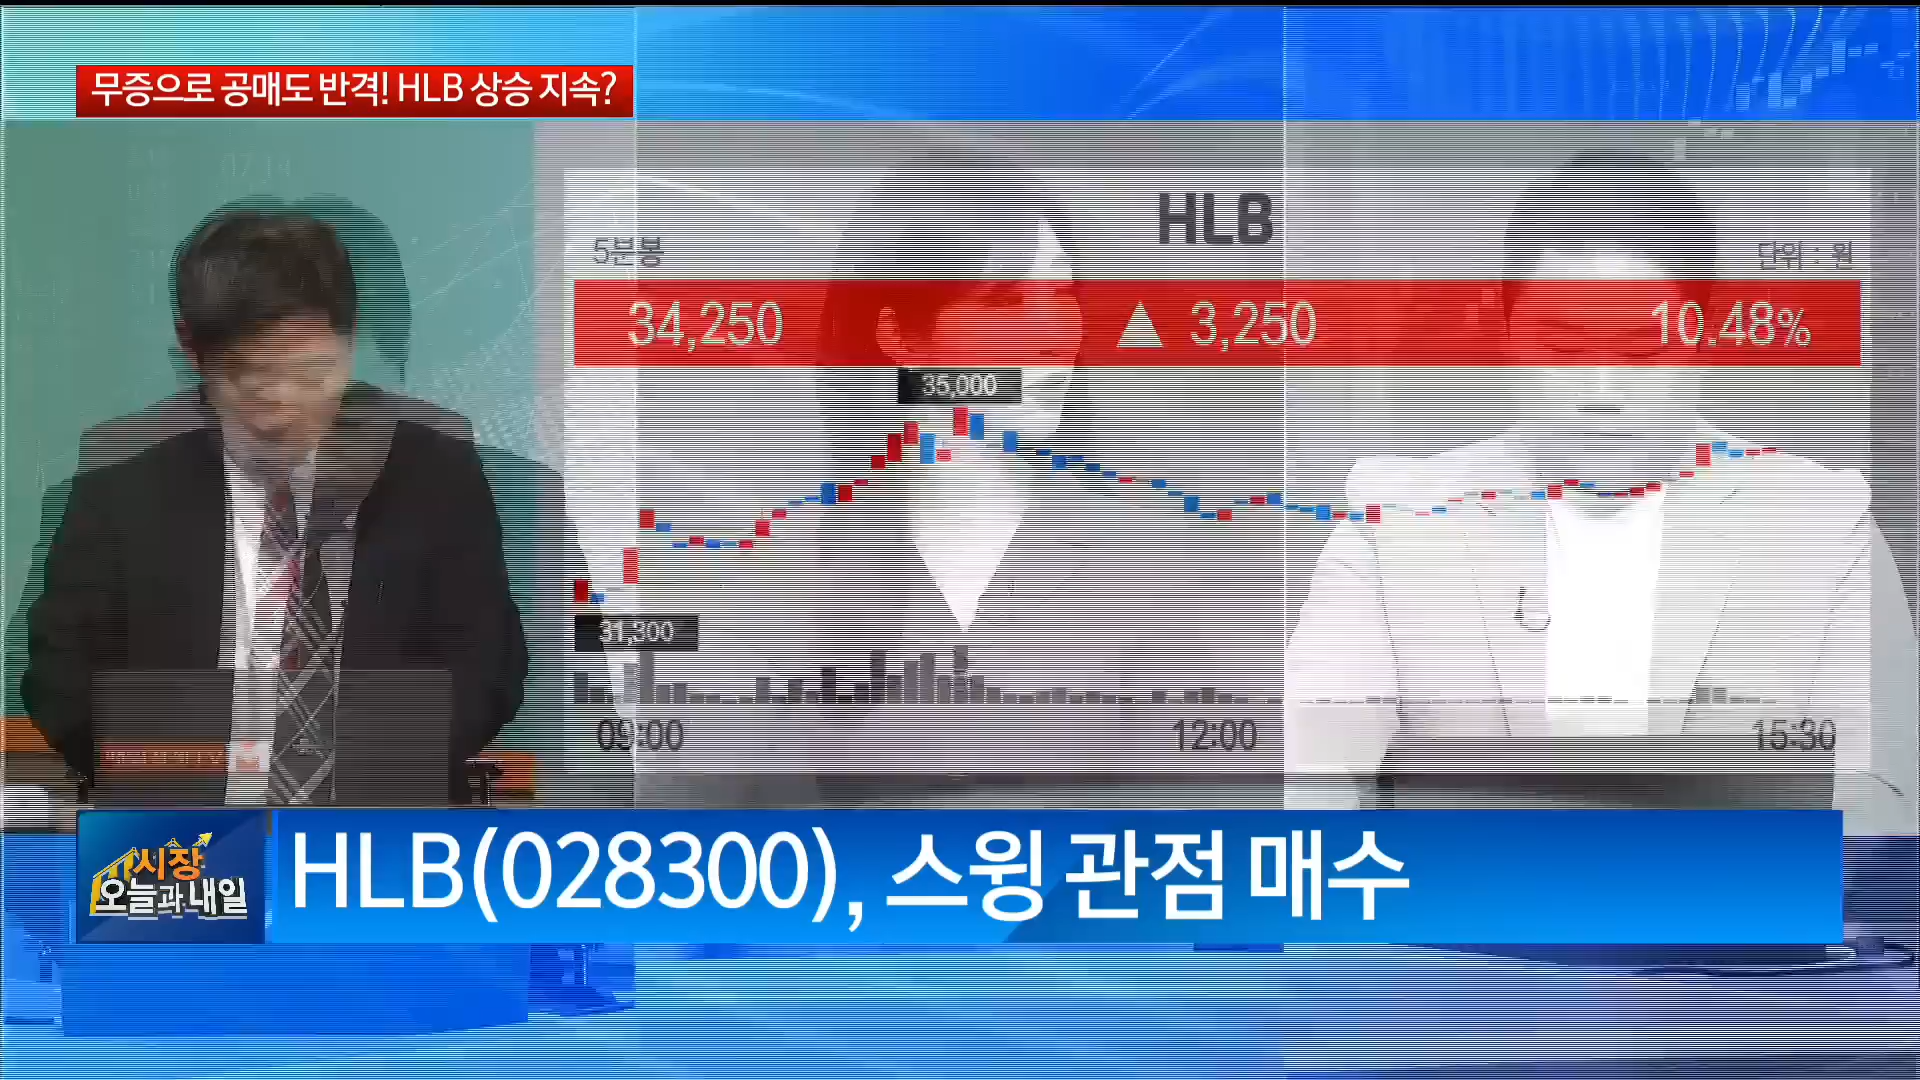 무증으로 공매도 반격! HLB 상승 지속?
HLB
5분봉
단위 : 원
34,250 ▲ 3,250 10.48%
35,000
31,300
09:00 12:00 15:30
시장
오늘과 내일
HLB(028300), 스윙 관점 매수